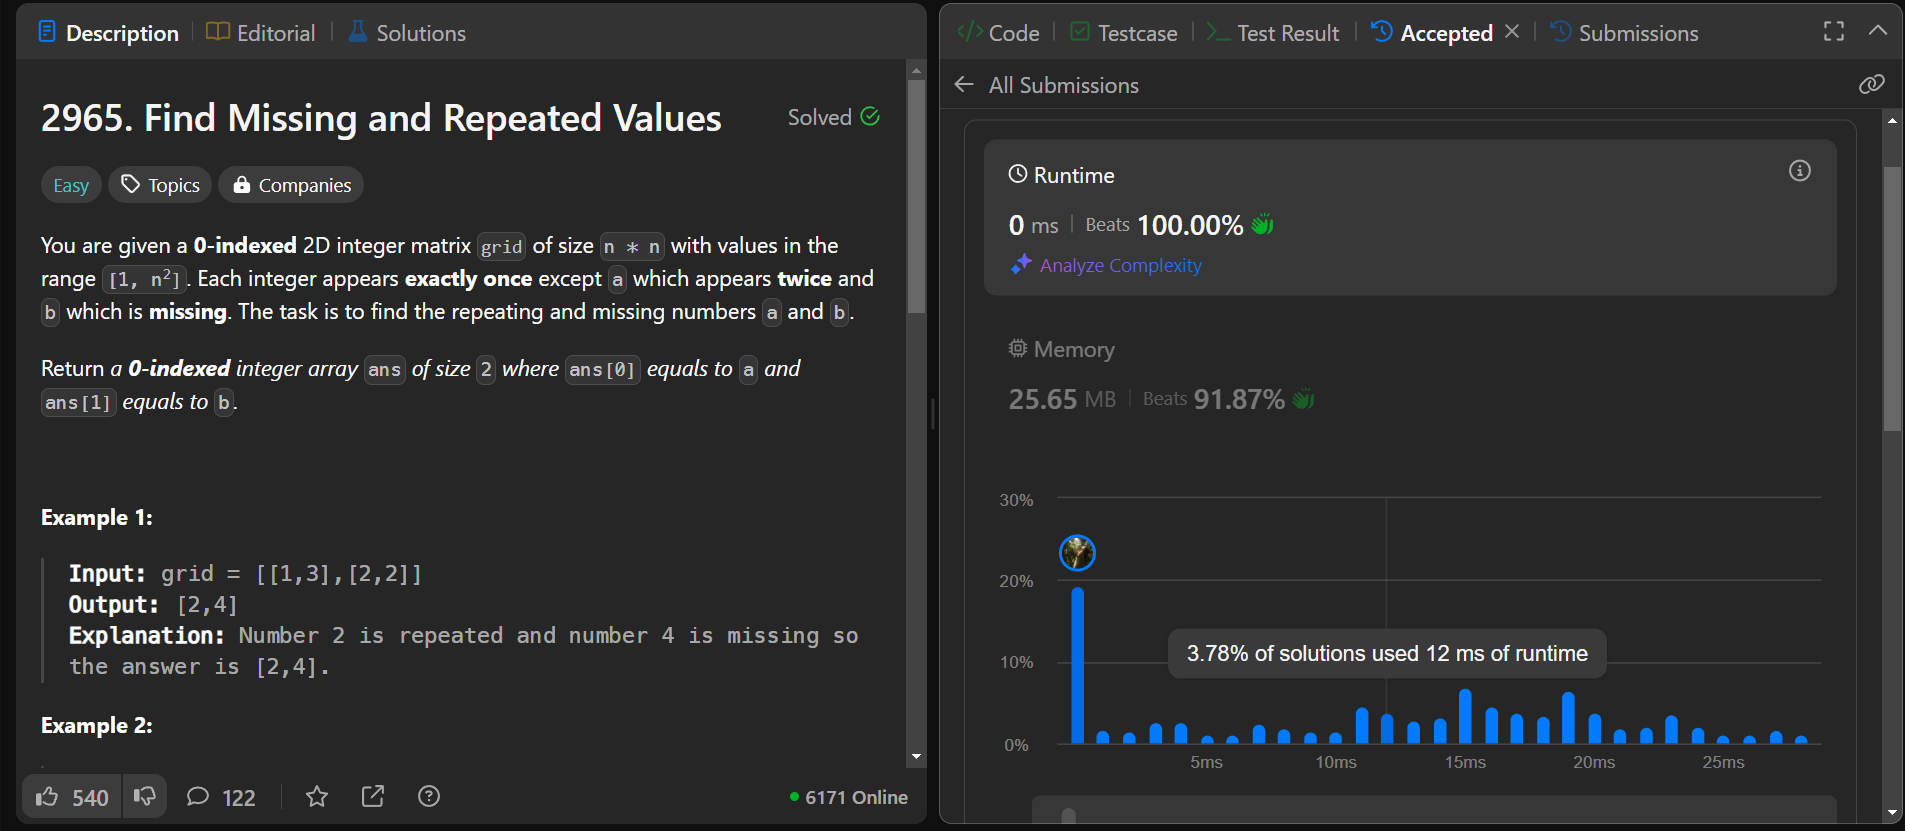 Description
Editorial
Solutions
2965. Find Missing and Repeated Values
Solved
Easy
Topics
Companies
You are given a 0-indexed 2D integer matrix grid of size n * n with values in the
range [1, n²]. Each integer appears exactly once except a which appears twice and
b which is missing. The task is to find the repeating and missing numbers a and b.
Return a 0-indexed integer array ans of size 2 where ans[0] equals to a and
ans[1] equals to b.
Example 1:
Input: grid = [[1,3],[2,2]]
Output: [2,4]
Explanation: Number 2 is repeated and number 4 is missing so
the answer is [2,4].
Example 2:
540
122
6171 Online
Code
Testcase
Test Result
Accepted
Submissions
All Submissions
Runtime
0 ms
Beats 100.00%
Analyze Complexity
Memory
25.65 MB
Beats 91.87%
30%
20%
10%
0%
3.78% of solutions used 12 ms of runtime
5ms
10ms
15ms
20ms
25ms